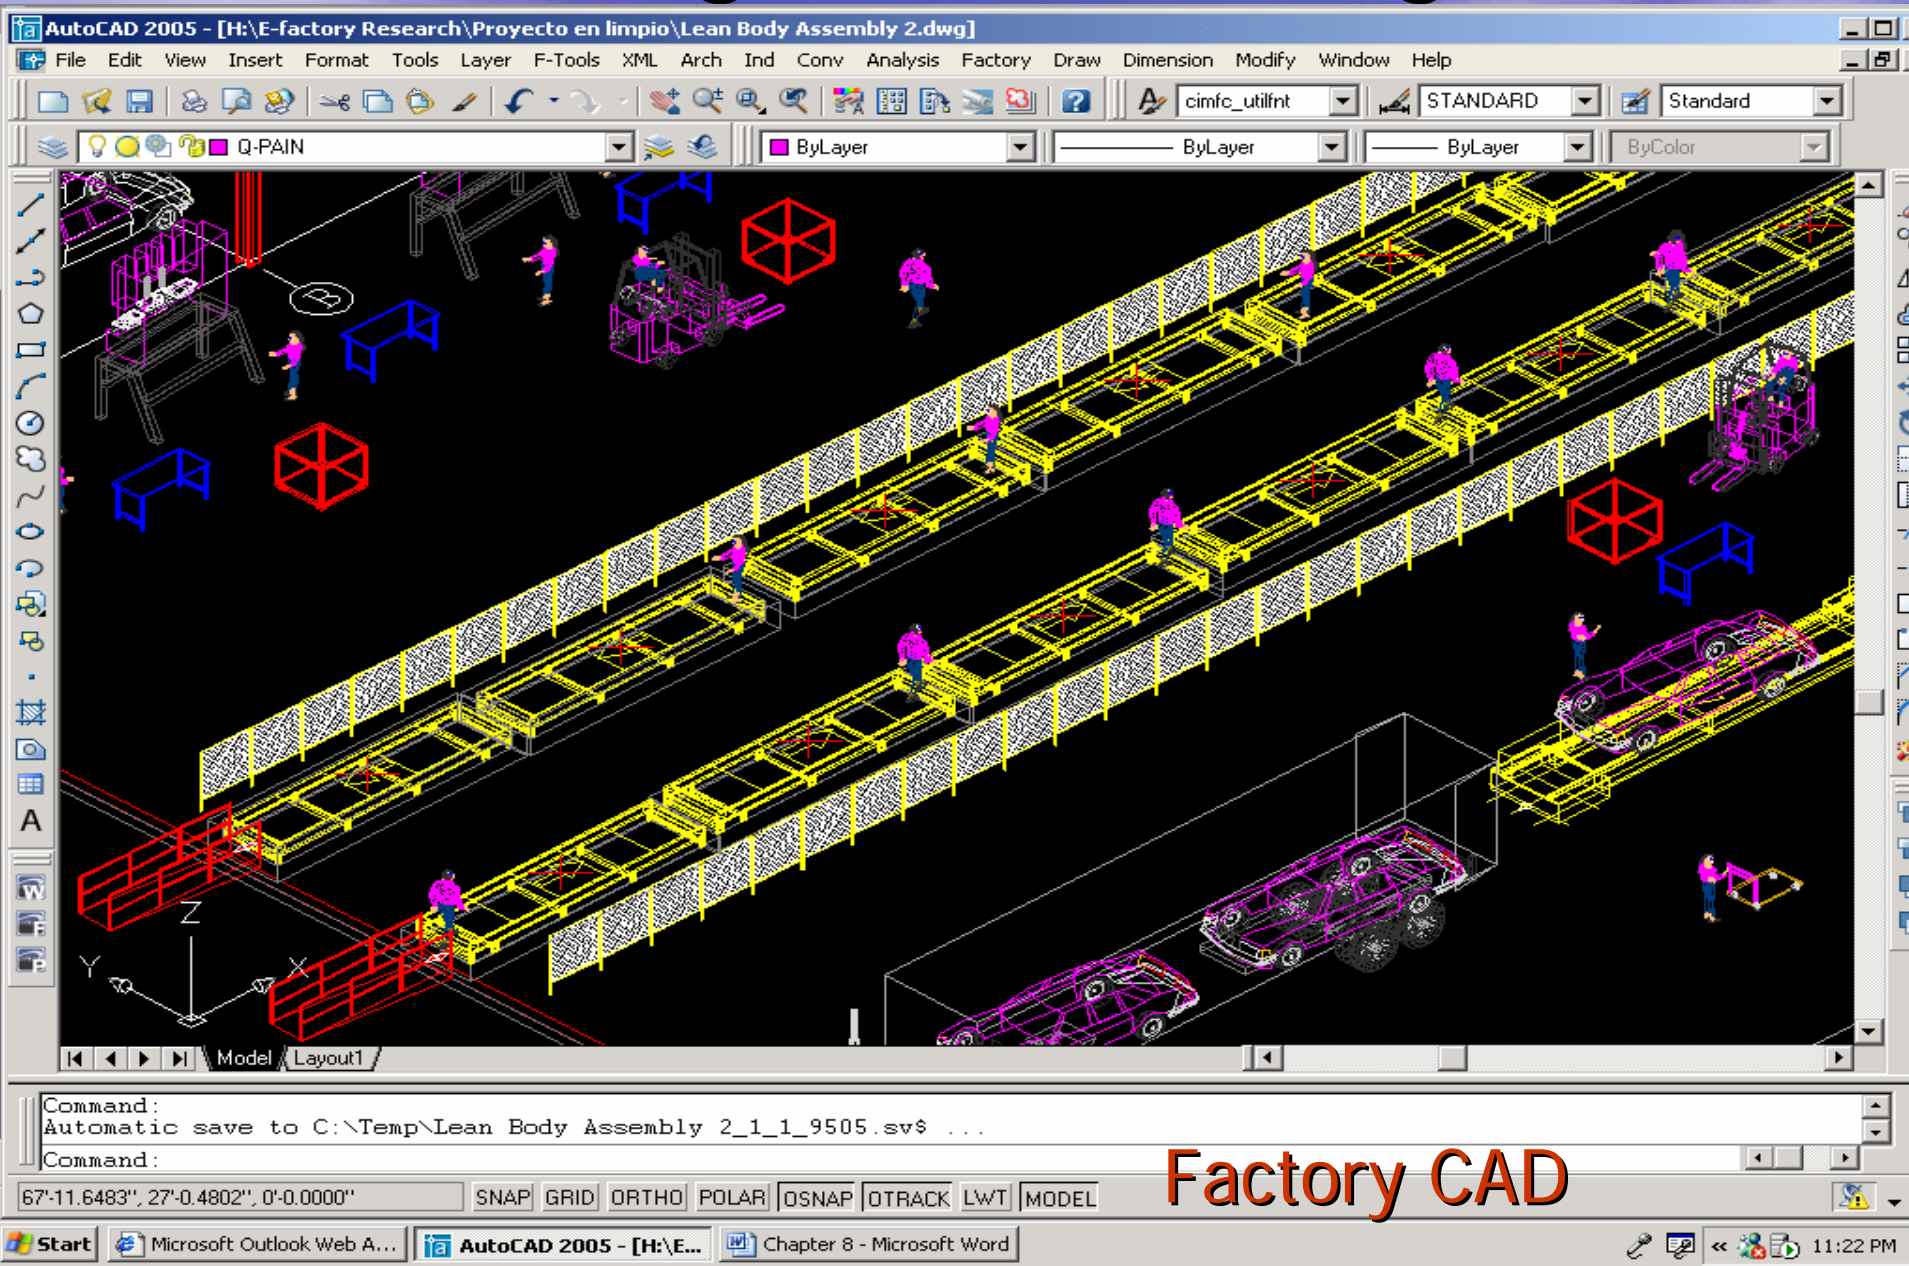 AutoCAD 2005 - [H:\E-factory Research\Proyecto en limpio\Lean Body Assembly 2.dwg]
File Edit View Insert Format Tools Layer F-Tools XML Arch Ind Conv Analysis Factory Draw Dimension Modify Window Help
cimfc_utilfnt STANDARD Standard
Q-PAIN ByLayer ByLayer ByLayer ByColor
B
A
Z
Y X
Model Layout1
Command:
Automatic save to C:\Temp\Lean Body Assembly 2_1_1_9505.sv$ ...
Command:
Factory CAD
67'-11.6483", 27'-0.4802", 0'-0.0000" SNAP GRID ORTHO POLAR OSNAP OTRACK LWT MODEL
Start Microsoft Outlook Web A... AutoCAD 2005 - [H:\E... Chapter 8 - Microsoft Word 11:22 PM